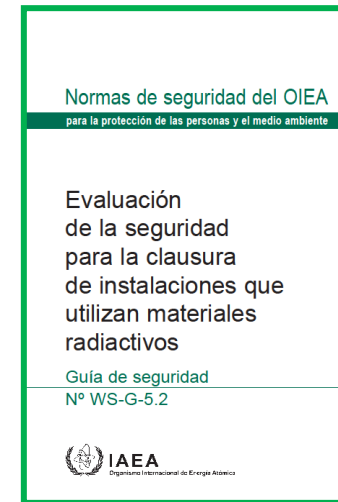 Normas de seguridad del OIEA
para la protección de las personas y el medio ambiente
Evaluación
de la seguridad
para la clausura
de instalaciones que
utilizan materiales
radiactivos
Guía de seguridad
Nº WS-G-5.2
IAEA
Organismo Internacional de Energía Atómica